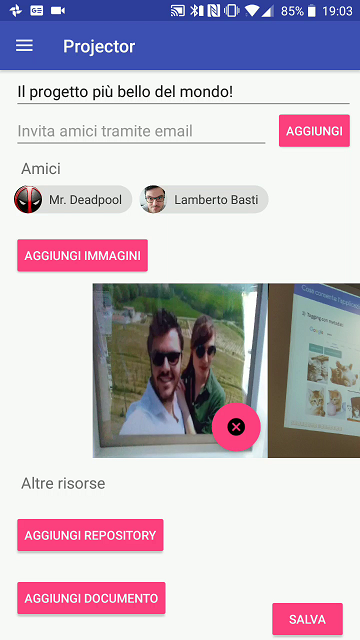 85% 19:03
Projector
Il progetto più bello del mondo!
Invita amici tramite email
AGGIUNGI
Amici
Mr. Deadpool
Lamberto Basti
AGGIUNGI IMMAGINI
Altre risorse
AGGIUNGI REPOSITORY
AGGIUNGI DOCUMENTO
SALVA